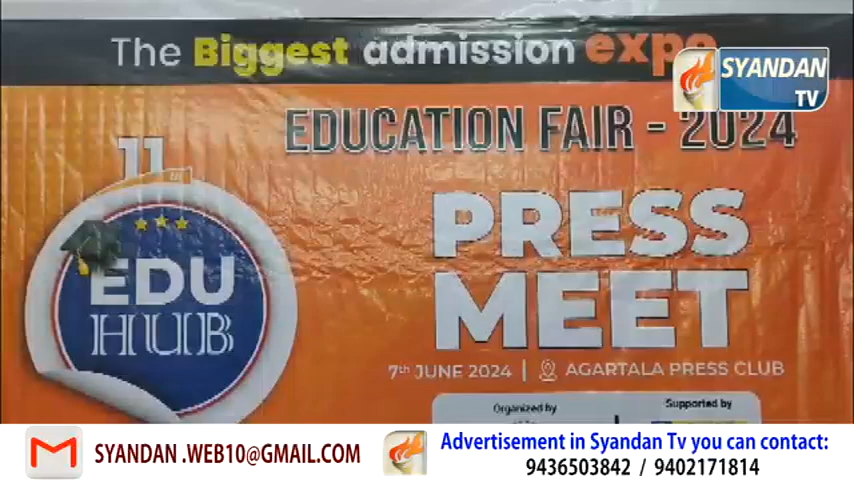 The Biggest admission expo
SYANDAN
TV
EDUCATION FAIR - 2024
11
EDU
HUB
PRESS
MEET
7th JUNE 2024 | AGARTALA PRESS CLUB
Organized by
Supported by
SYANDAN .WEB10@GMAIL.COM
Advertisement in Syandan Tv you can contact:
9436503842 / 9402171814